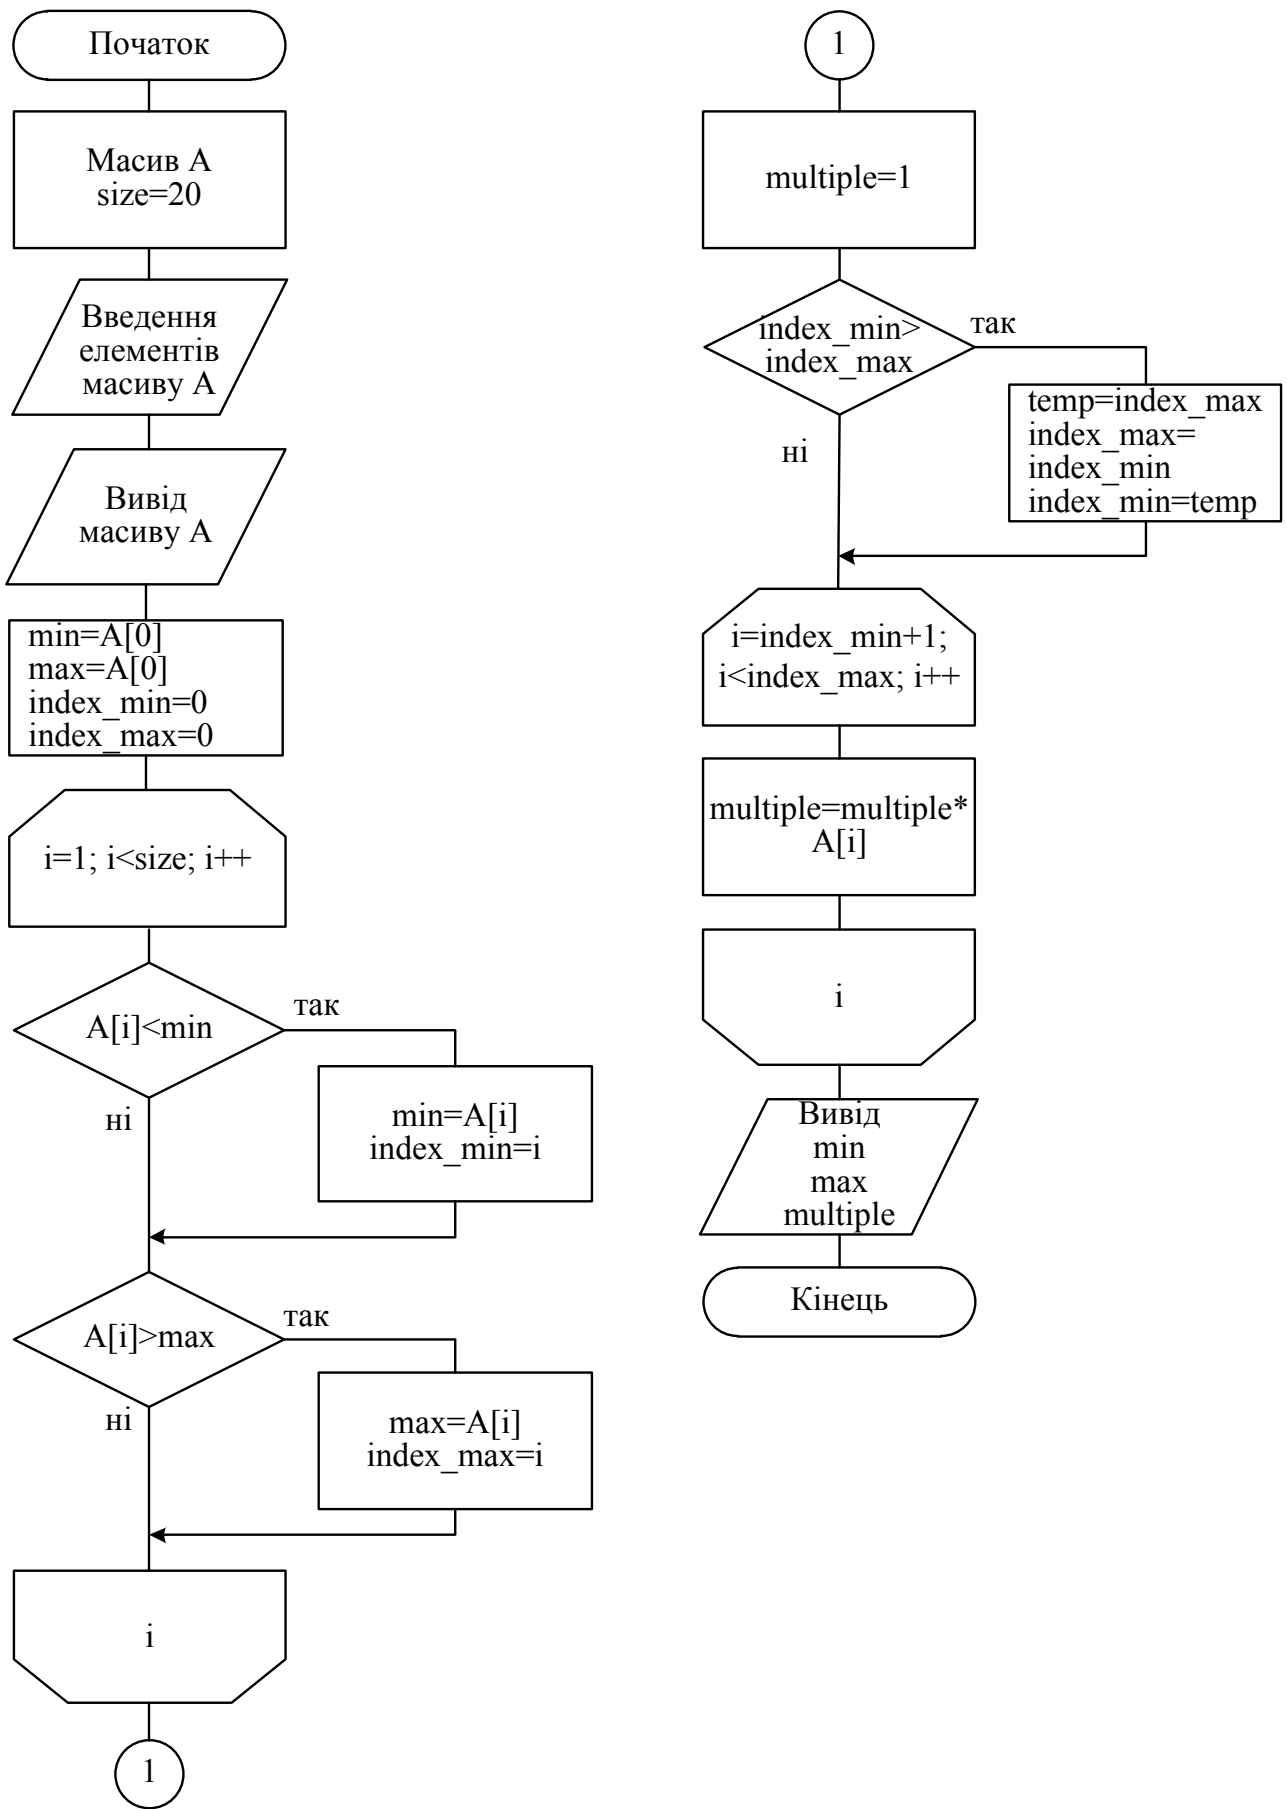 Початок
Масив А
size=20
Введення
елементів
масиву А
Вивід
масиву А
min=A[0]
max=A[0]
index_min=0
index_max=0
i=1; i<size; i++
A[i]<min
так
ні
min=A[i]
index_min=i
A[i]>max
так
ні
max=A[i]
index_max=i
i
1
1
multiple=1
index_min>
index_max
так
ні
temp=index_max
index_max=
index_min
index_min=temp
i=index_min+1;
i<index_max; i++
multiple=multiple*
A[i]
i
Вивід
min
max
multiple
Кінець